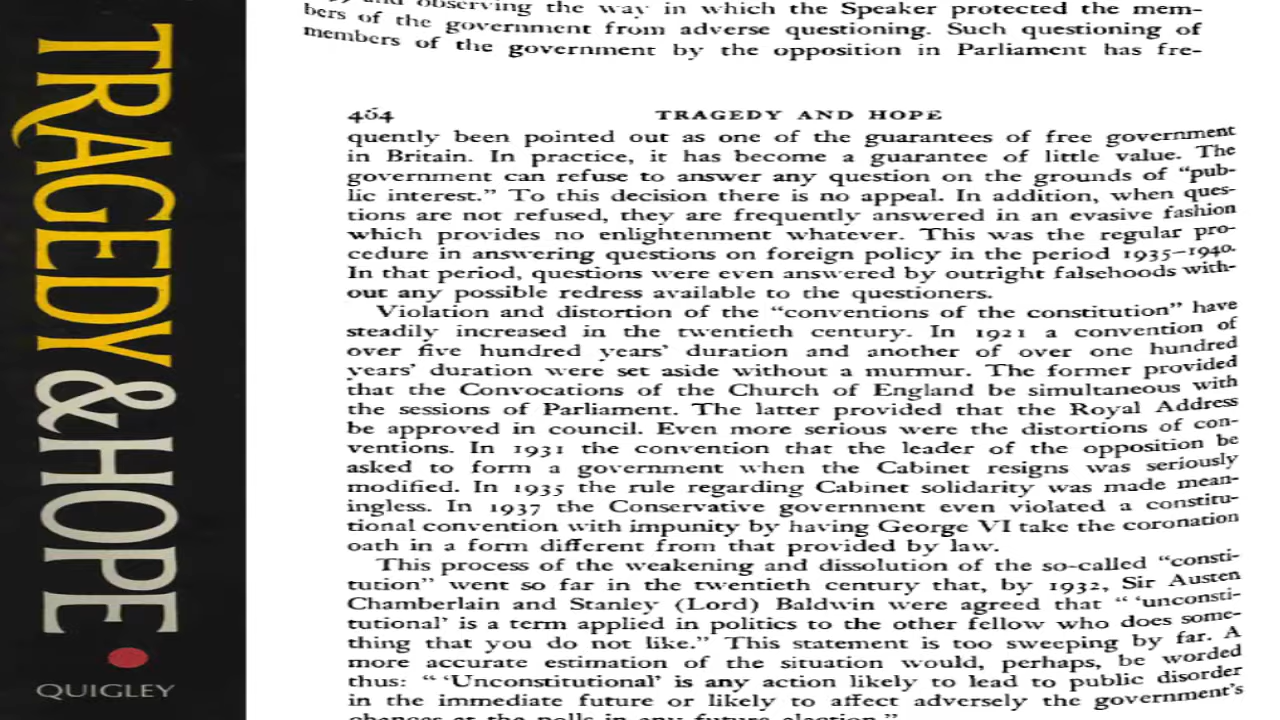 TRAGEDY & HOPE
QUIGLEY
and observing the way in which the Speaker protected the mem-
bers of the government from adverse questioning. Such questioning of
members of the government by the opposition in Parliament has fre-
464 TRAGEDY AND HOPE
quently been pointed out as one of the guarantees of free government
in Britain. In practice, it has become a guarantee of little value. The
government can refuse to answer any question on the grounds of “pub-
lic interest.” To this decision there is no appeal. In addition, when ques-
tions are not refused, they are frequently answered in an evasive fashion
which provides no enlightenment whatever. This was the regular pro-
cedure in answering questions on foreign policy in the period 1935–1940.
In that period, questions were even answered by outright falsehoods with-
out any possible redress available to the questioners.
Violation and distortion of the “conventions of the constitution” have
steadily increased in the twentieth century. In 1921 a convention of
over five hundred years’ duration and another of over one hundred
years’ duration were set aside without a murmur. The former provided
that the Convocations of the Church of England be simultaneous with
the sessions of Parliament. The latter provided that the Royal Address
be approved in council. Even more serious were the distortions of con-
ventions. In 1931 the convention that the leader of the opposition be
asked to form a government when the Cabinet resigns was seriously
modified. In 1935 the rule regarding Cabinet solidarity was made mean-
ingless. In 1937 the Conservative government even violated a constitu-
tional convention with impunity by having George VI take the coronation
oath in a form different from that provided by law.
This process of the weakening and dissolution of the so-called “consti-
tution” went so far in the twentieth century that, by 1932, Sir Austen
Chamberlain and Stanley (Lord) Baldwin were agreed that “ ‘unconsti-
tutional’ is a term applied in politics to the other fellow who does some-
thing that you do not like.” This statement is too sweeping by far. A
more accurate estimation of the situation would, perhaps, be worded
thus: “ ‘Unconstitutional’ is any action likely to lead to public disorder
in the immediate future or likely to affect adversely the government’s
chances at the polls in any future election.”